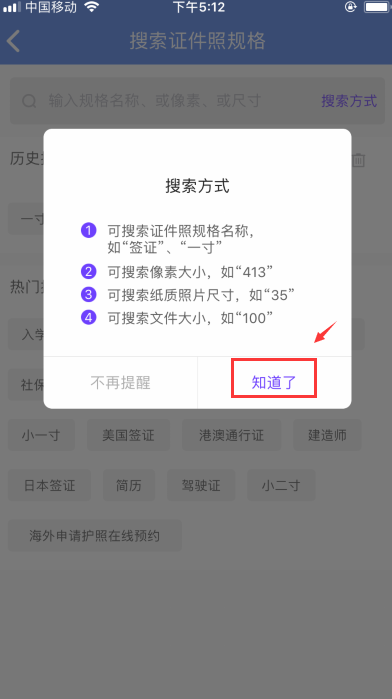 中国移动 下午5:12
搜索证件照规格
输入规格名称、或像素、或尺寸 搜索方式
历史
搜索方式
1 可搜索证件照规格名称，
如“签证”、“一寸”
2 可搜索像素大小，如“413”
3 可搜索纸质照片尺寸，如“35”
4 可搜索文件大小，如“100”
不再提醒 知道了
一寸
热门
入学
社保
小一寸 美国签证 港澳通行证 建造师
日本签证 简历 驾驶证 小二寸
海外申请护照在线预约